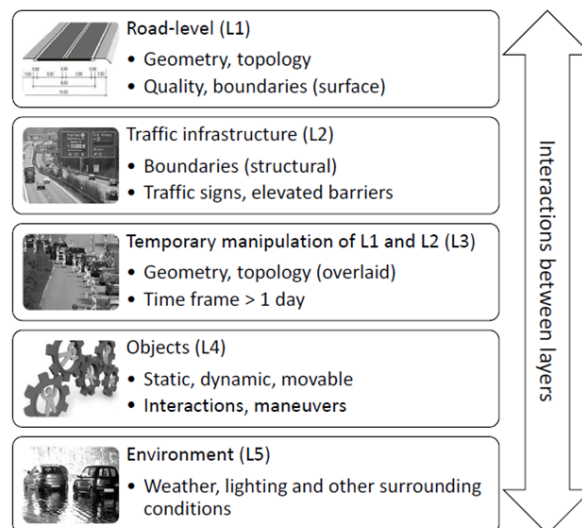 Road-level (L1)
• Geometry, topology
• Quality, boundaries (surface)
Traffic infrastructure (L2)
• Boundaries (structural)
• Traffic signs, elevated barriers
Temporary manipulation of L1 and L2 (L3)
• Geometry, topology (overlaid)
• Time frame > 1 day
Objects (L4)
• Static, dynamic, movable
• Interactions, maneuvers
Environment (L5)
• Weather, lighting and other surrounding
conditions
Interactions between layers